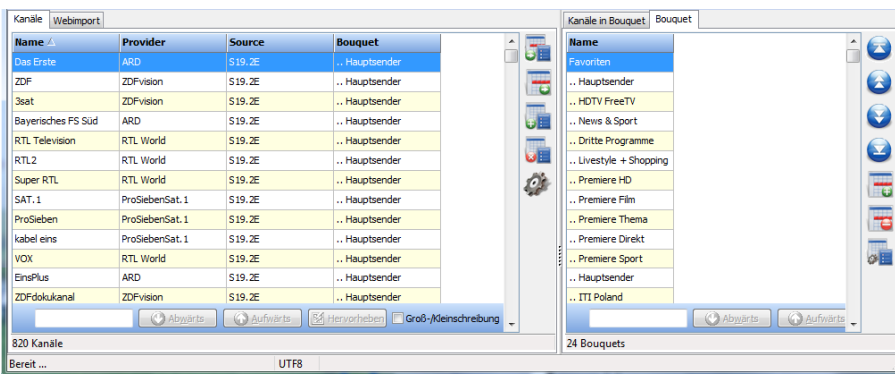 Kanäle Webimport Kanäle in Bouquet Bouquet
Name Provider Source Bouquet Name
Das Erste ARD S19.2E .. Hauptsender Favoriten
ZDF ZDFvision S19.2E .. Hauptsender .. Hauptsender
3sat ZDFvision S19.2E .. Hauptsender .. HDTV FreeTV
Bayerisches FS Süd ARD S19.2E .. Hauptsender .. News & Sport
RTL Television RTL World S19.2E .. Hauptsender .. Dritte Programme
RTL2 RTL World S19.2E .. Hauptsender .. Livestyle + Shopping
Super RTL RTL World S19.2E .. Hauptsender .. Premiere HD
SAT.1 ProSiebenSat.1 S19.2E .. Hauptsender .. Premiere Film
ProSieben ProSiebenSat.1 S19.2E .. Hauptsender .. Premiere Thema
kabel eins ProSiebenSat.1 S19.2E .. Hauptsender .. Premiere Direkt
VOX RTL World S19.2E .. Hauptsender .. Premiere Sport
EinsPlus ARD S19.2E .. Hauptsender .. Hauptsender
ZDFdokukanal ZDFvision S19.2E .. Hauptsender .. ITI Poland
Abwärts Aufwärts Hervorheben Groß-/Kleinschreibung Abwärts Aufwärts
820 Kanäle 24 Bouquets
Bereit ... UTF8